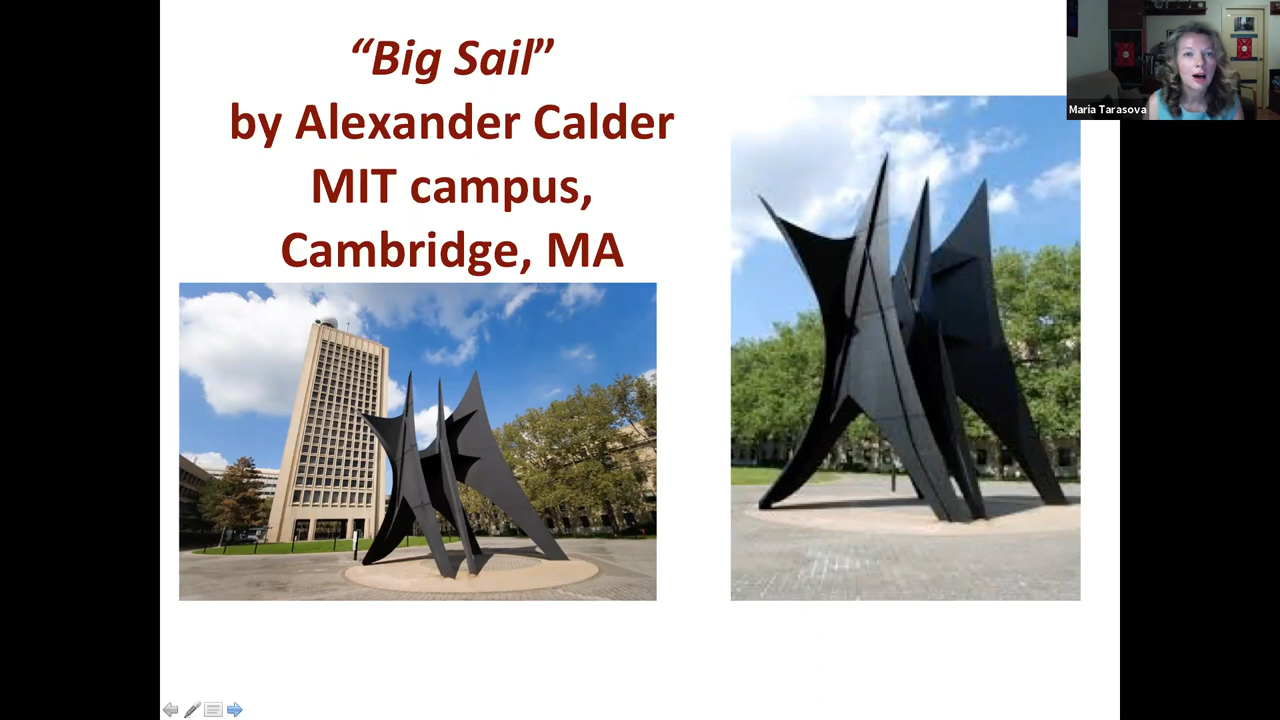 “Big Sail”
by Alexander Calder
MIT campus,
Cambridge, MA
Maria Tarasova